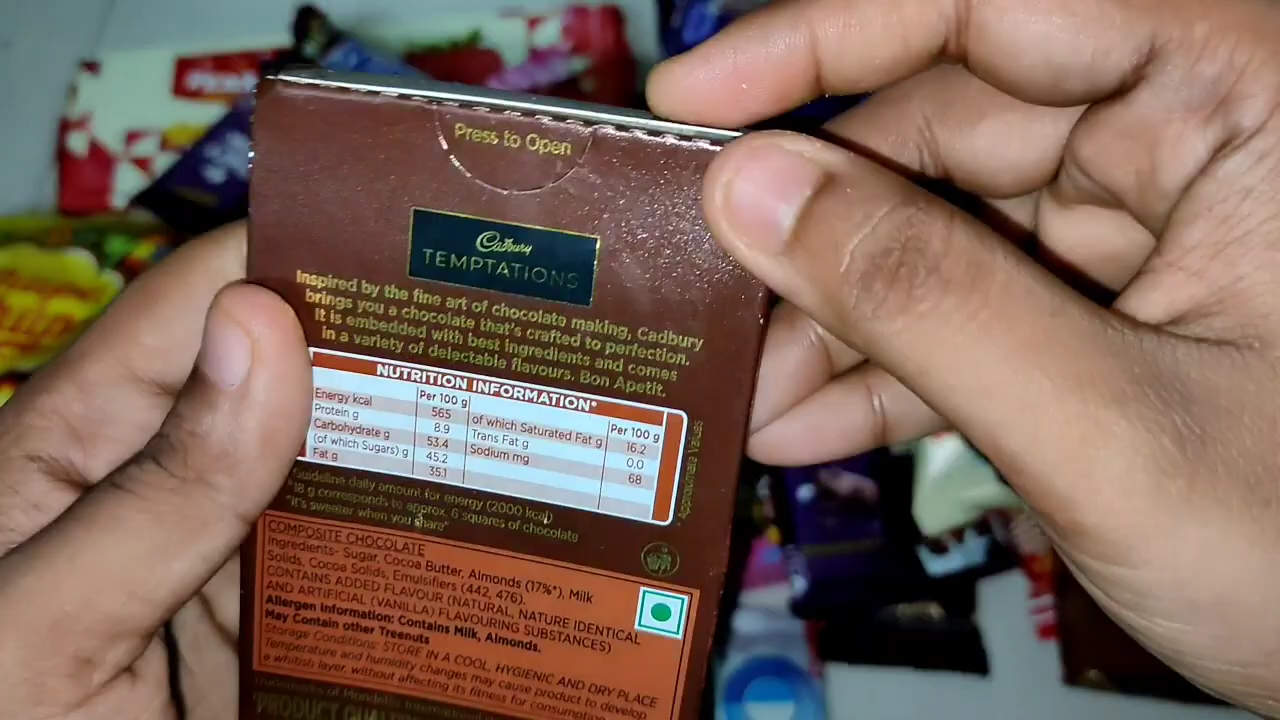 Press to Open
Cadbury
TEMPTATIONS
Inspired by the fine art of chocolate making, Cadbury
brings you a chocolate that's crafted to perfection.
It is embedded with best ingredients and comes
in a variety of delectable flavours. Bon Apetit.
NUTRITION INFORMATION*
Per 100 g Per 100 g
Energy kcal 565 of which Saturated Fat g 16.2
Protein g 8.9 Trans Fat g 0.0
Carbohydrate g 53.4 Sodium mg 68
(of which Sugars) g 45.2
Fat g 35.1
*Approximate Values
Guideline daily amount for energy (2000 kcal)
18 g corresponds to approx. 6 squares of chocolate
"It's sweeter when you share"
COMPOSITE CHOCOLATE
Ingredients- Sugar, Cocoa Butter, Almonds (17%*), Milk
Solids, Cocoa Solids, Emulsifiers (442, 476).
CONTAINS ADDED FLAVOUR (NATURAL, NATURE IDENTICAL
AND ARTIFICIAL (VANILLA) FLAVOURING SUBSTANCES)
Allergen Information: Contains Milk, Almonds.
May Contain other Treenuts
Storage Conditions: STORE IN A COOL, HYGIENIC AND DRY PLACE
Temperature and humidity changes may cause product to develop
a whitish layer, without affecting its fitness for consumption
trademarks of Mondelez International
"PRODUCT